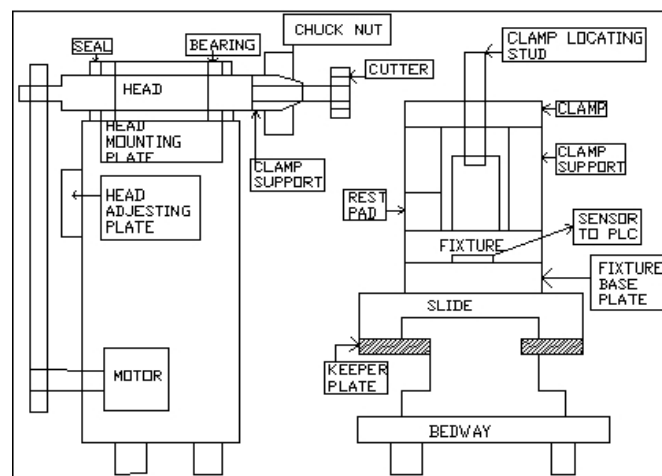 SEAL
BEARING
CHUCK NUT
CUTTER
HEAD
HEAD
MOUNTING
PLATE
CLAMP
SUPPORT
HEAD
ADJESTING
PLATE
MOTOR
CLAMP LOCATING
STUD
CLAMP
CLAMP
SUPPORT
REST
PAD
SENSOR
TO PLC
FIXTURE
FIXTURE
BASE
PLATE
SLIDE
KEEPER
PLATE
BEDWAY